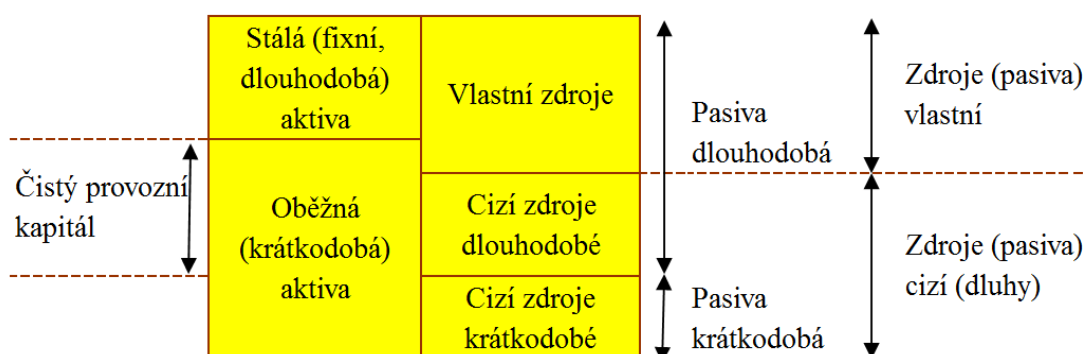 Stálá (fixní,
dlouhodobá)
aktiva
Vlastní zdroje
Čistý provozní
kapitál
Oběžná
(krátkodobá)
aktiva
Cizí zdroje
dlouhodobé
Cizí zdroje
krátkodobé
Pasiva
dlouhodobá
Pasiva
krátkodobá
Zdroje (pasiva)
vlastní
Zdroje (pasiva)
cizí (dluhy)